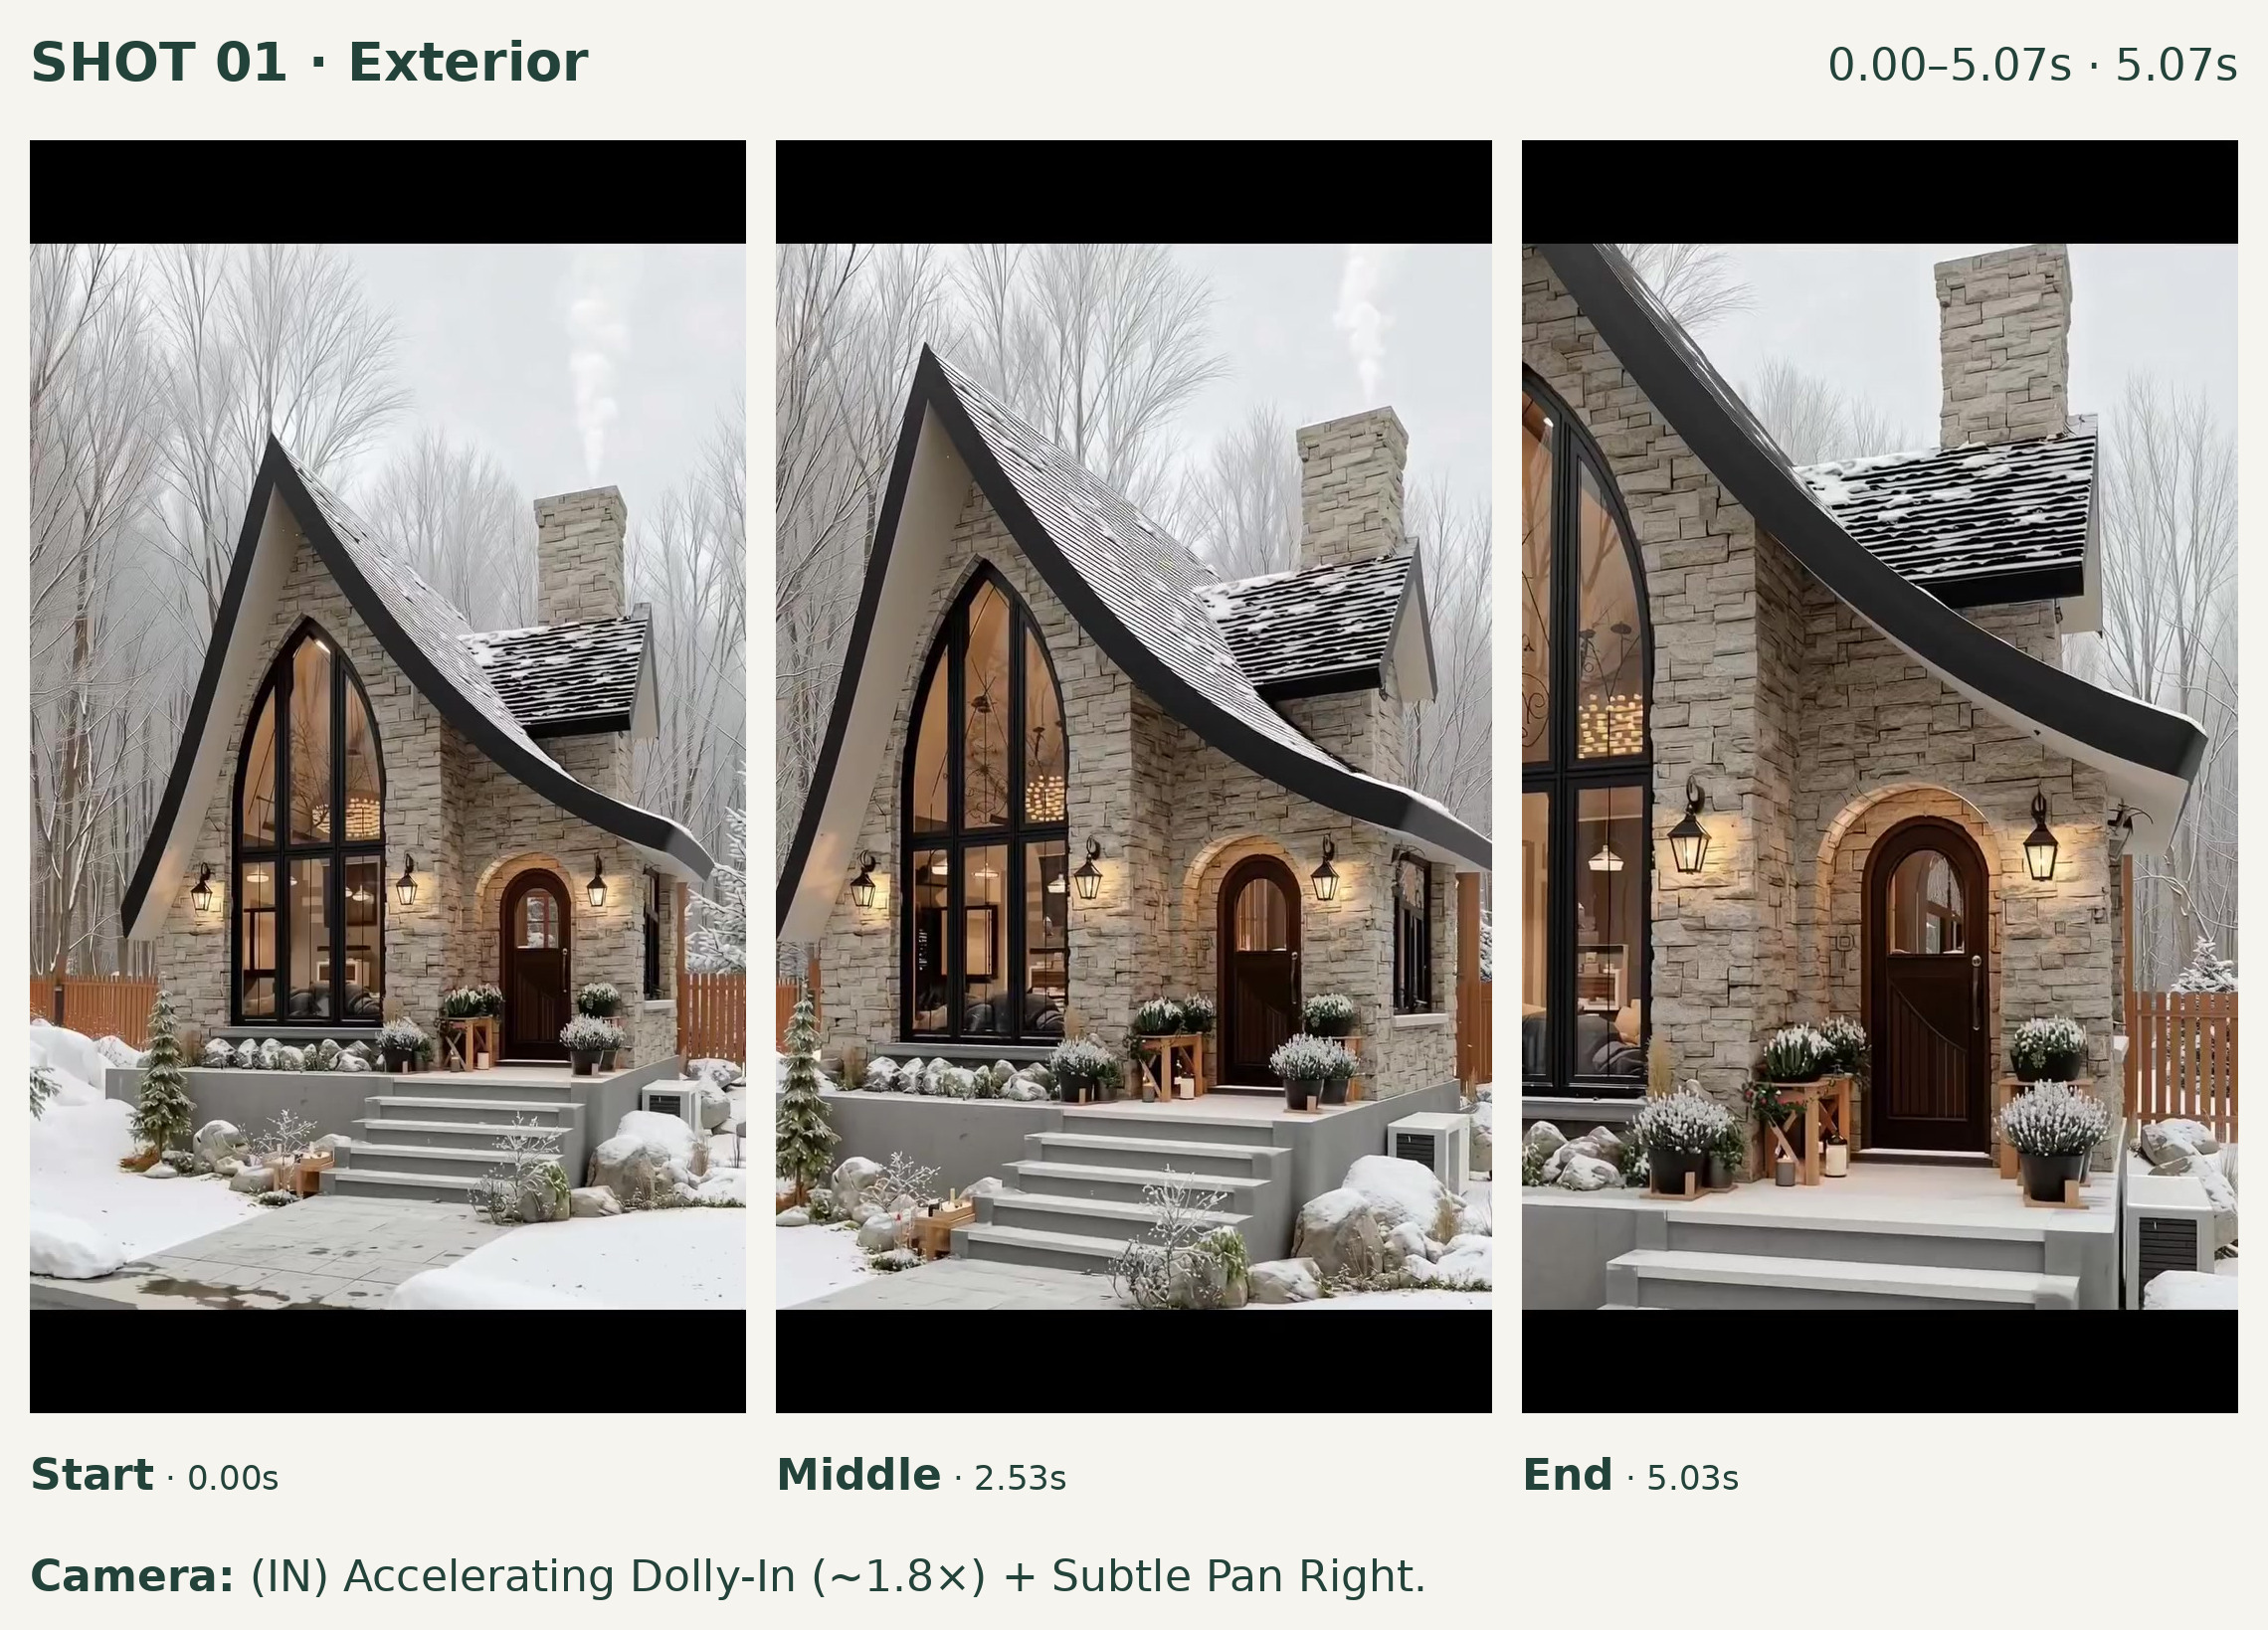 SHOT 01 · Exterior
0.00–5.07s · 5.07s
Start · 0.00s
Middle · 2.53s
End · 5.03s
Camera: (IN) Accelerating Dolly-In (~1.8×) + Subtle Pan Right.